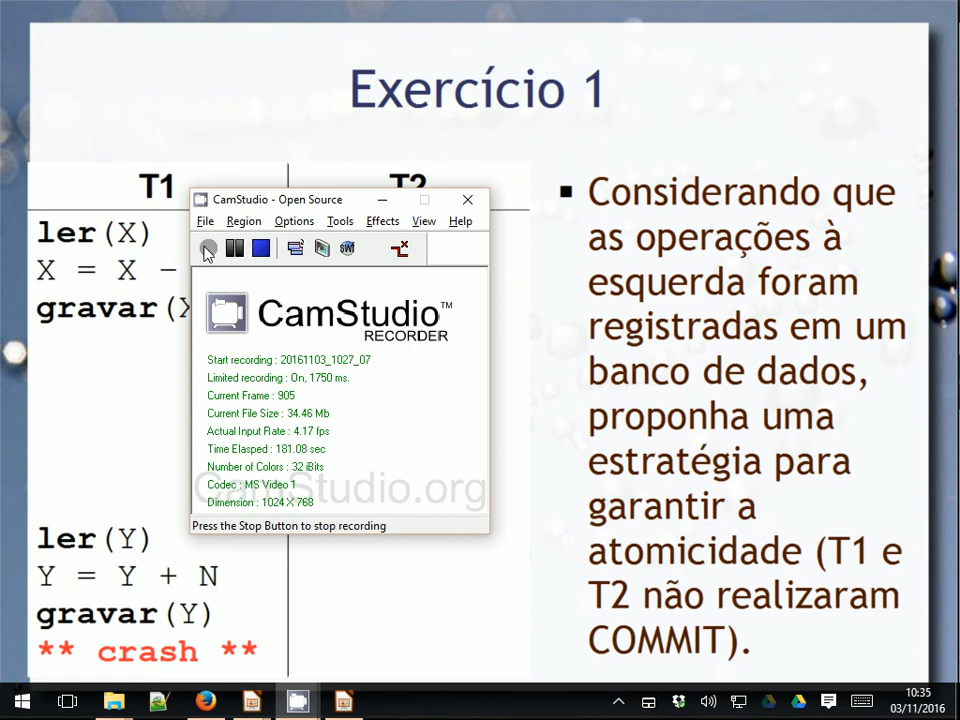 Exercício 1
T1
T2
ler(X)
X = X -
gravar(X
ler(Y)
Y = Y + N
gravar(Y)
** crash **
CamStudio - Open Source
File Region Options Tools Effects View Help
SWF
CamStudio™
RECORDER
Start recording : 20161103_1027_07
Limited recording : On, 1750 ms.
Current Frame : 905
Current File Size : 34.46 Mb
Actual Input Rate : 4.17 fps
Time Elasped : 181.08 sec
Number of Colors : 32 iBits
Codec : MS Video 1
Dimension : 1024 X 768
CamStudio.org
Press the Stop Button to stop recording
▪ Considerando que
as operações à
esquerda foram
registradas em um
banco de dados,
proponha uma
estratégia para
garantir a
atomicidade (T1 e
T2 não realizaram
COMMIT).
10:35
03/11/2016